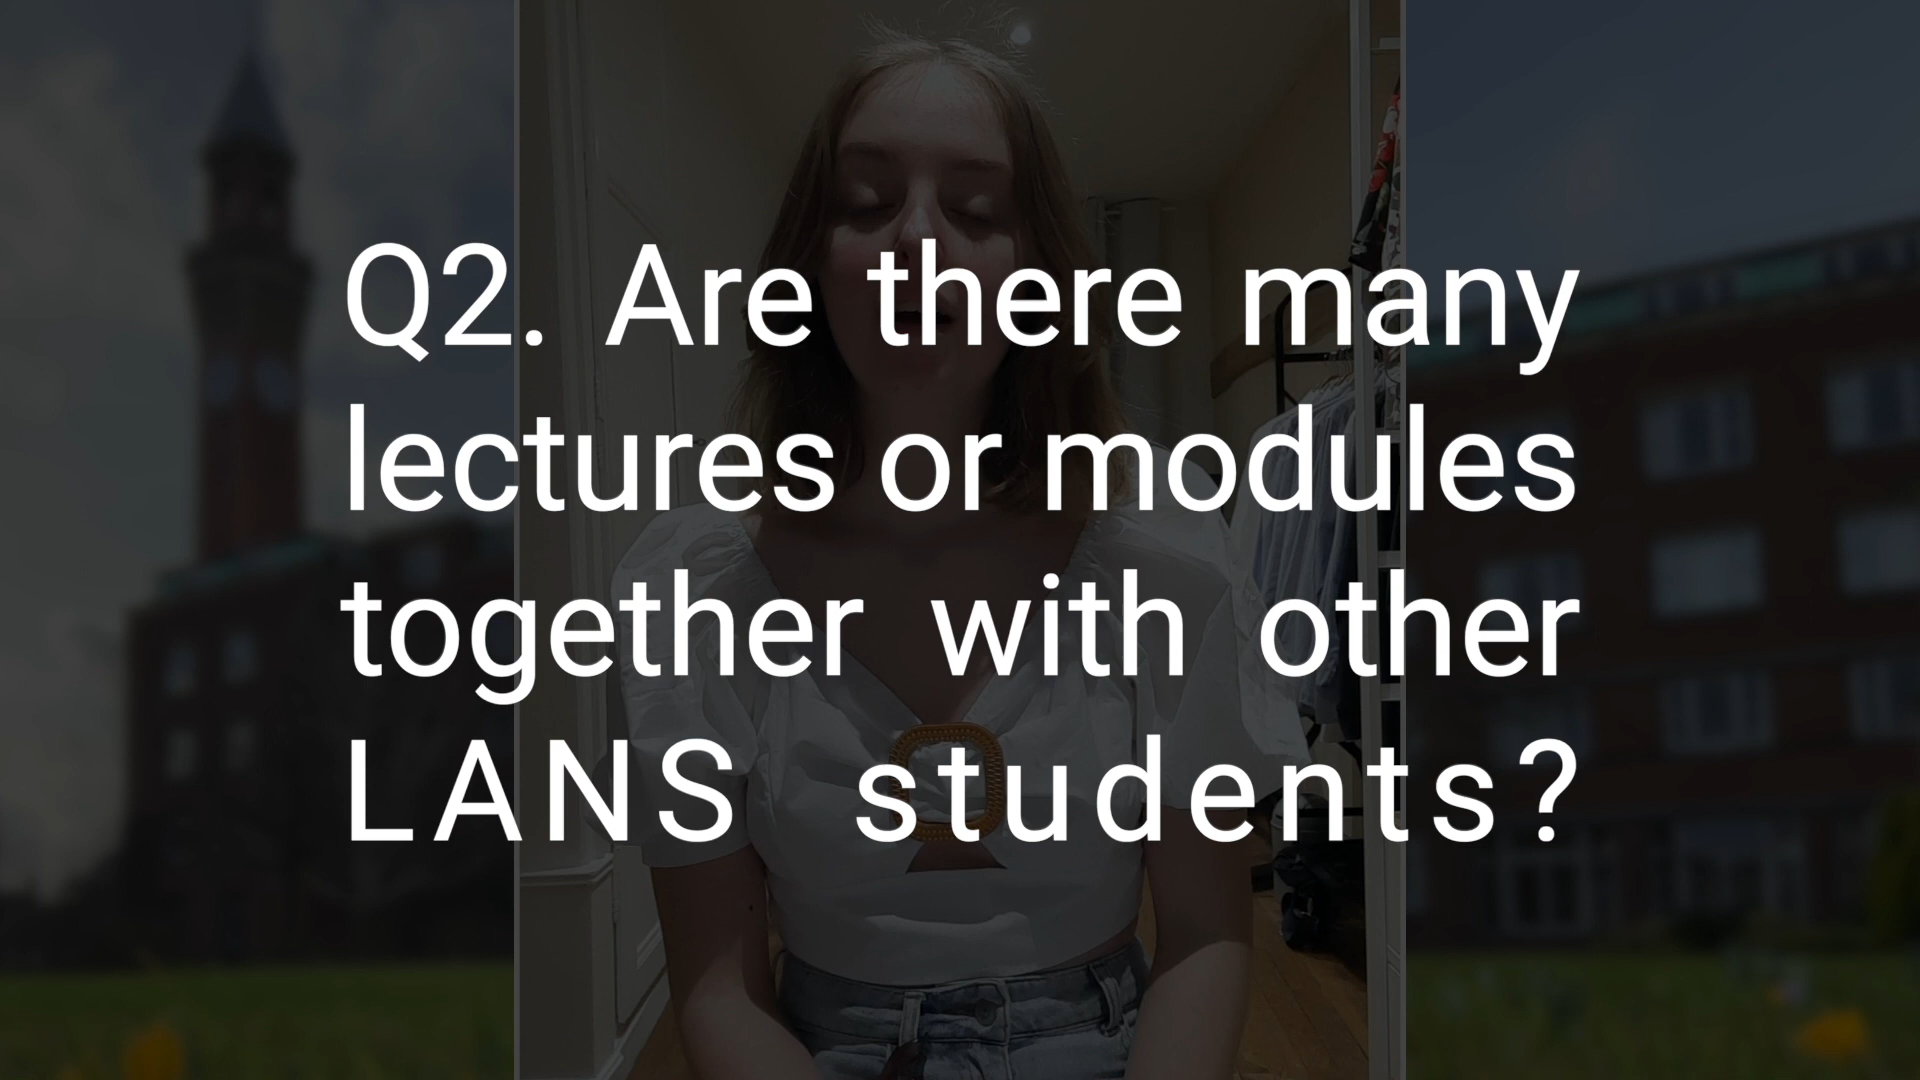 Q2. Are there many
lectures or modules
together with other
LANS students?